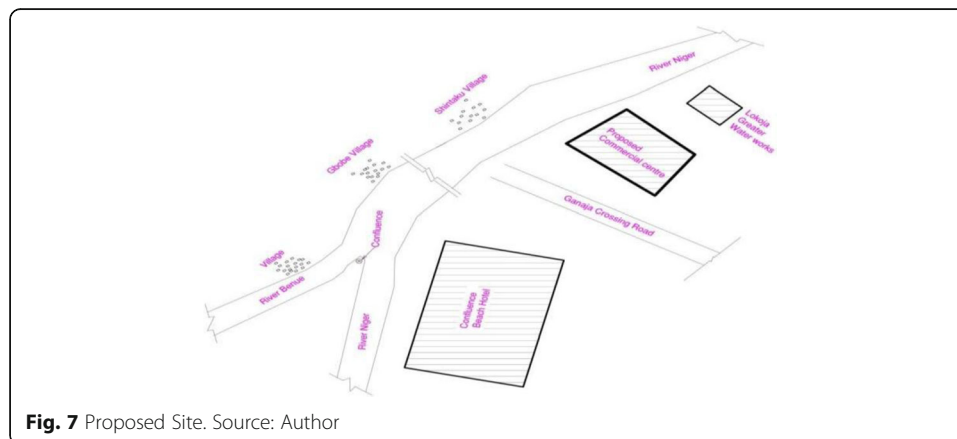 River Niger
Shintaku Village
Lokoja
Greater
Water works
Proposed
Commercial centre
Gbobe Village
Ganaja Crossing Road
Confluence
Village
River Benue
Confluence
Beach Hotel
River Niger
Fig. 7 Proposed Site. Source: Author